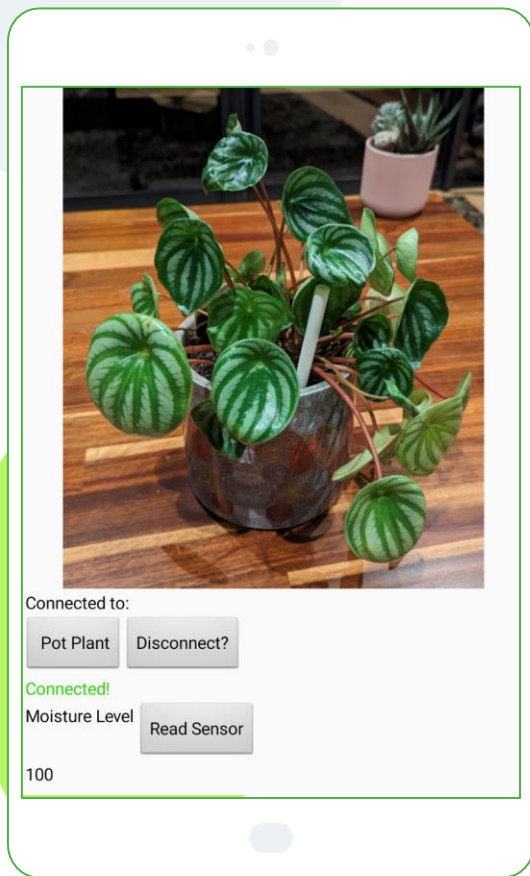 Connected to:
Pot Plant Disconnect?
Connected!
Moisture Level Read Sensor
100